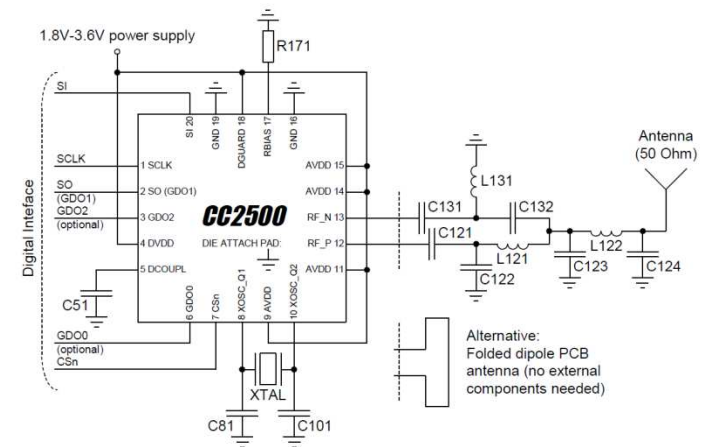 1.8V-3.6V power supply
R171
SI
SI 20
GND 19
DGUARD 18
RBIAS 17
GND 16
Antenna
(50 Ohm)
SCLK
1 SCLK
AVDD 15
L131
SO
(GDO1)
2 SO (GDO1)
AVDD 14
C131
C132
GDO2
(optional)
3 GDO2
CC2500
RF_N 13
C121
Digital Inteface
4 DVDD
DIE ATTACH PAD:
RF_P 12
L121
L122
5 DCOUPL
AVDD 11
C122
C123
C124
C51
6 GDO0
7 CSn
8 XOSC_Q1
9 AVDD
10 XOSC_Q2
GDO0
(optional)
CSn
XTAL
C81
C101
Alternative:
Folded dipole PCB
antenna (no external
components needed)